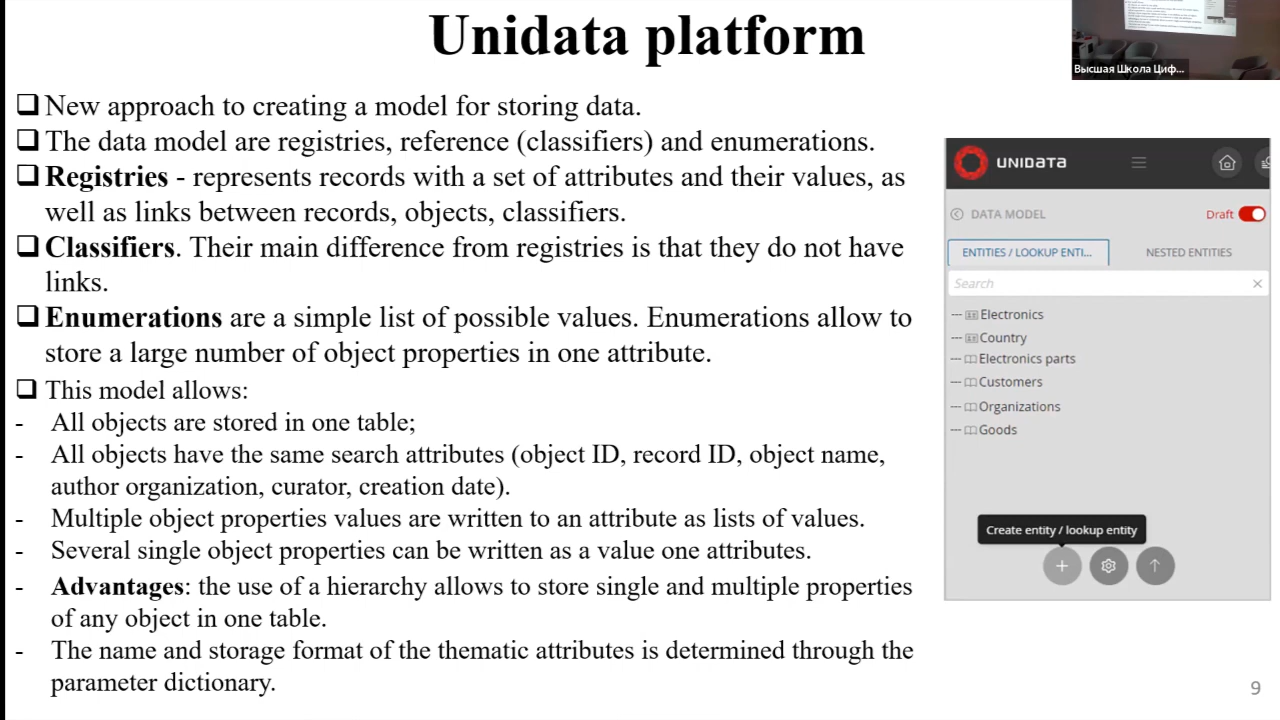 Unidata platform
Высшая Школа Циф...
New approach to creating a model for storing data.
The data model are registries, reference (classifiers) and enumerations.
Registries - represents records with a set of attributes and their values, as
well as links between records, objects, classifiers.
Classifiers. Their main difference from registries is that they do not have
links.
Enumerations are a simple list of possible values. Enumerations allow to
store a large number of object properties in one attribute.
This model allows:
- All objects are stored in one table;
- All objects have the same search attributes (object ID, record ID, object name,
author organization, curator, creation date).
- Multiple object properties values are written to an attribute as lists of values.
- Several single object properties can be written as a value one attributes.
- Advantages: the use of a hierarchy allows to store single and multiple properties
of any object in one table.
- The name and storage format of the thematic attributes is determined through the
parameter dictionary.
UNIDATA
DATA MODEL
Draft
ENTITIES / LOOKUP ENTI...
NESTED ENTITIES
Search
Electronics
Country
Electronics parts
Customers
Organizations
Goods
Create entity / lookup entity
9